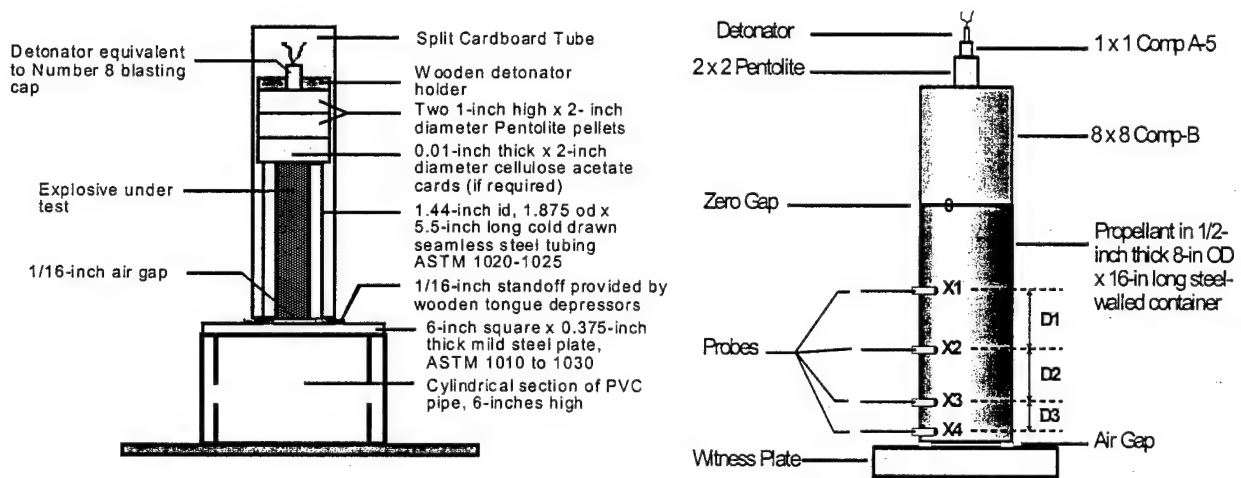 Detonator equivalent
to Number 8 blasting
cap
Explosive under
test
1/16-inch air gap
Split Cardboard Tube
Wooden detonator
holder
Two 1-inch high x 2- inch
diameter Pentolite pellets
0.01-inch thick x 2-inch
diameter cellulose acetate
cards (if required)
1.44-inch id, 1.875 od x
5.5-inch long cold drawn
seamless steel tubing
ASTM 1020-1025
1/16-inch standoff provided by
wooden tongue depressors
6-inch square x 0.375-inch
thick mild steel plate,
ASTM 1010 to 1030
Cylindrical section of PVC
pipe, 6-inches high
Detonator
2 x 2 Pentolite
1 x 1 Comp A-5
8 x 8 Comp-B
Zero Gap
0
Propellant in 1/2-
inch thick 8-in OD
x 16-in long steel-
walled container
X1
D1
Probes
X2
D2
X3
D3
X4
Air Gap
Witness Plate